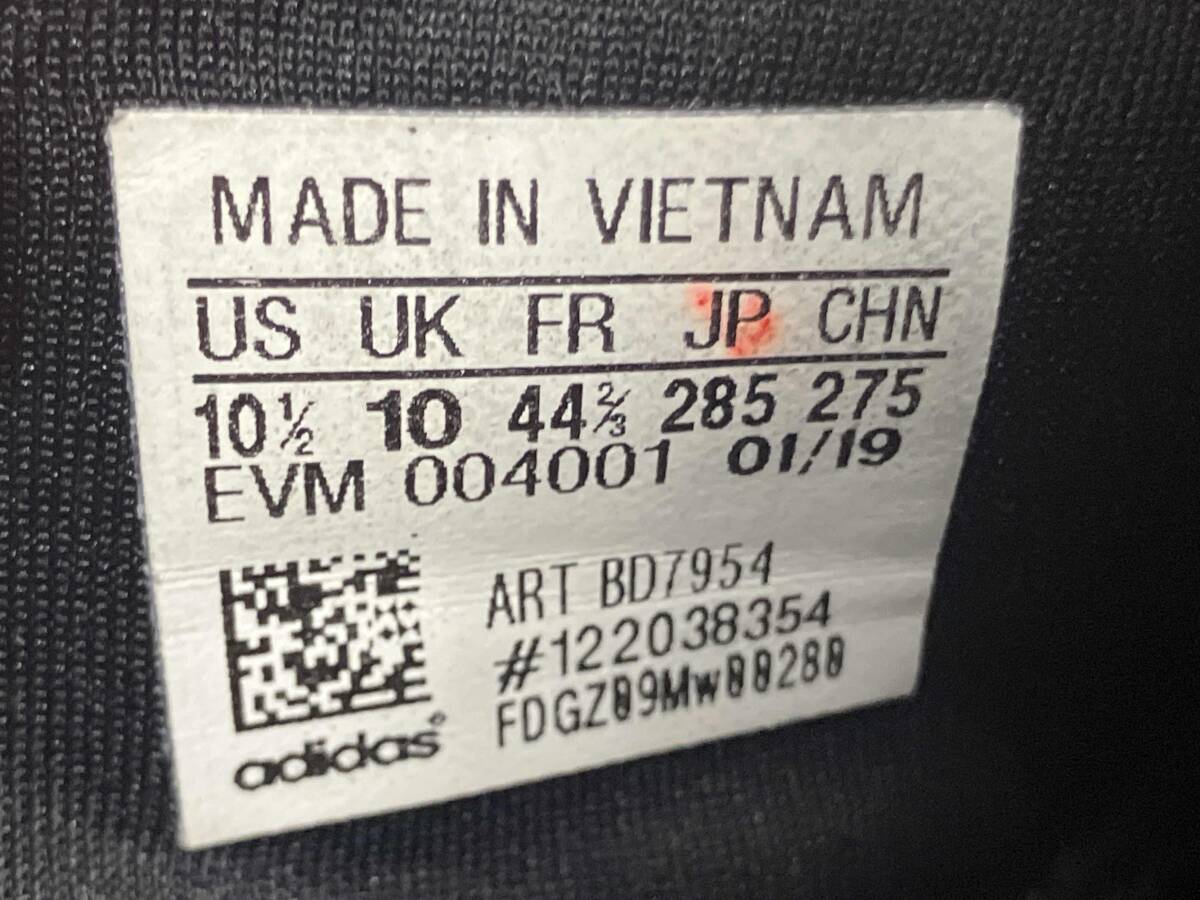 MADE IN VIETNAM
US UK FR JP CHN
10½ 10 44⅔ 285 275
EVM 004001 01/19
ART BD7954
#122038354
FDGZ09Mw00280
adidas®